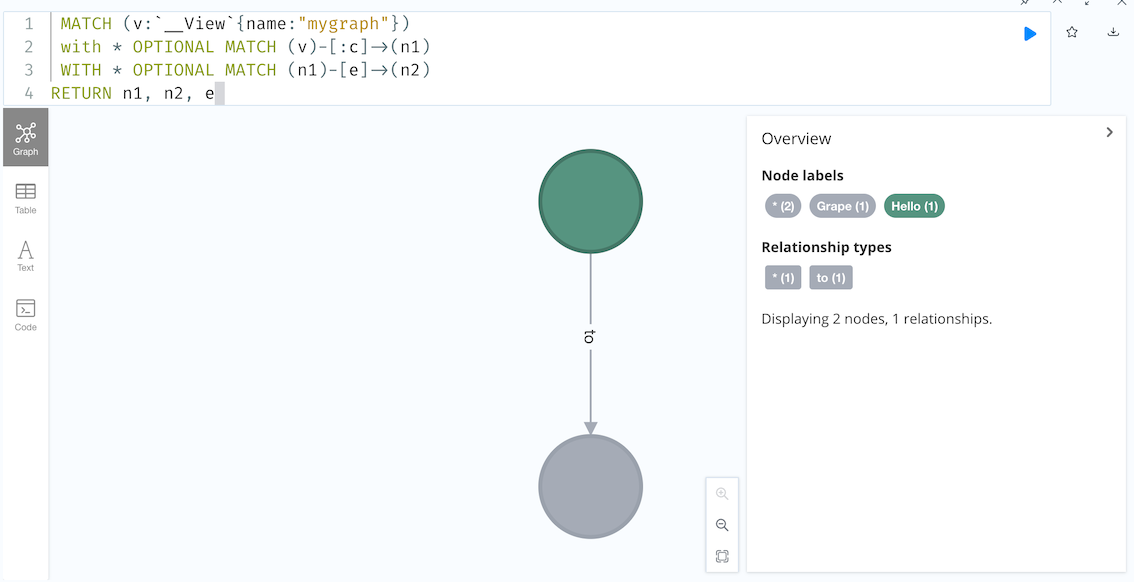 1 MATCH (v:`__View`{name:"mygraph"})
2 with * OPTIONAL MATCH (v)-[:c]->(n1)
3 WITH * OPTIONAL MATCH (n1)-[e]->(n2)
4 RETURN n1, n2, e
Graph
Table
Text
Code
to
Overview
Node labels
* (2) Grape (1) Hello (1)
Relationship types
* (1) to (1)
Displaying 2 nodes, 1 relationships.